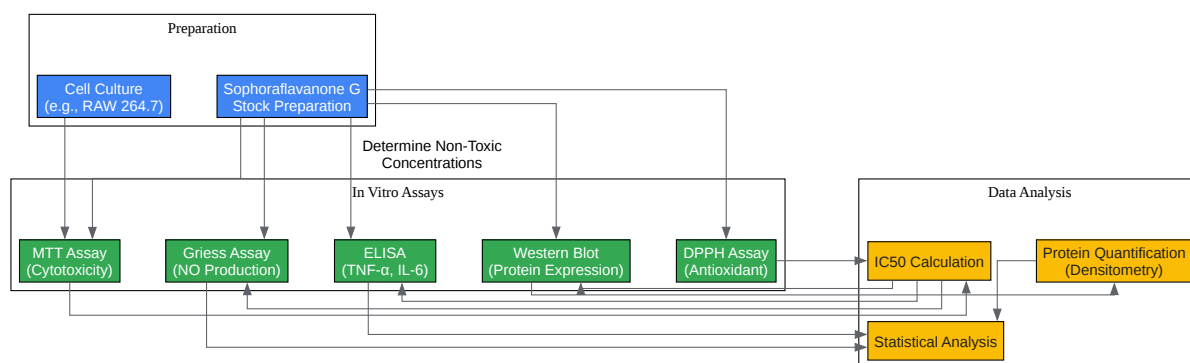 Preparation
Cell Culture
(e.g., RAW 264.7)
Sophoraflavanone G
Stock Preparation
Determine Non-Toxic
Concentrations
In Vitro Assays
MTT Assay
(Cytotoxicity)
Griess Assay
(NO Production)
ELISA
(TNF-α, IL-6)
Western Blot
(Protein Expression)
DPPH Assay
(Antioxidant)
Data Analysis
IC50 Calculation
Protein Quantification
(Densitometry)
Statistical Analysis